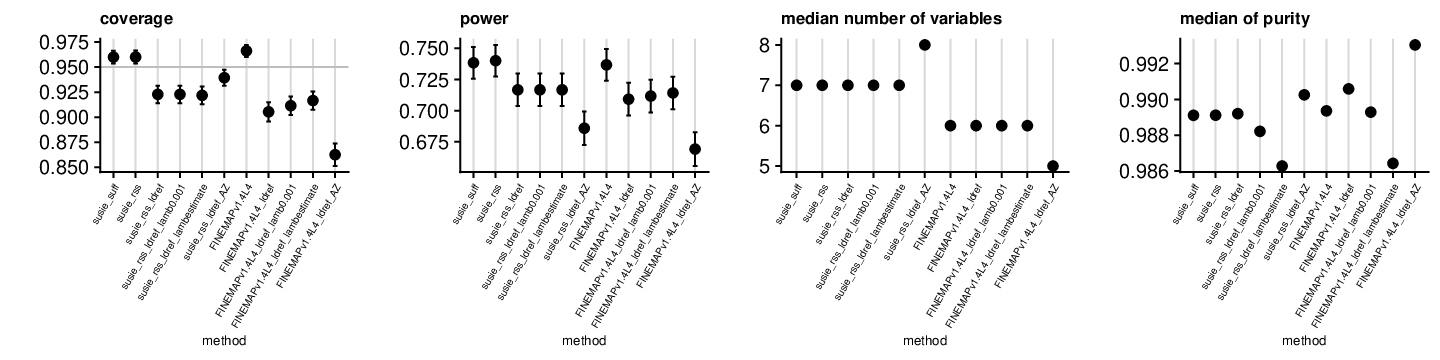 coverage
0.975
0.950
0.925
0.900
0.875
0.850
susie_suff
susie_rss
susie_rss_ldref
susie_rss_ldref_lamb0.001
susie_rss_ldref_lambestimate
susie_rss_ldref_AZ
FINEMAPv1.4L4
FINEMAPv1.4L4_ldref
FINEMAPv1.4L4_ldref_lamb0.001
FINEMAPv1.4L4_ldref_lambestimate
FINEMAPv1.4L4_ldref_AZ
method
power
0.750
0.725
0.700
0.675
susie_suff
susie_rss
susie_rss_ldref
susie_rss_ldref_lamb0.001
susie_rss_ldref_lambestimate
susie_rss_ldref_AZ
FINEMAPv1.4L4
FINEMAPv1.4L4_ldref
FINEMAPv1.4L4_ldref_lamb0.001
FINEMAPv1.4L4_ldref_lambestimate
FINEMAPv1.4L4_ldref_AZ
method
median number of variables
8
7
6
5
susie_suff
susie_rss
susie_rss_ldref
susie_rss_ldref_lamb0.001
susie_rss_ldref_lambestimate
susie_rss_ldref_AZ
FINEMAPv1.4L4
FINEMAPv1.4L4_ldref
FINEMAPv1.4L4_ldref_lamb0.001
FINEMAPv1.4L4_ldref_lambestimate
FINEMAPv1.4L4_ldref_AZ
method
median of purity
0.992
0.990
0.988
0.986
susie_suff
susie_rss
susie_rss_ldref
susie_rss_ldref_lamb0.001
susie_rss_ldref_lambestimate
susie_rss_ldref_AZ
FINEMAPv1.4L4
FINEMAPv1.4L4_ldref
FINEMAPv1.4L4_ldref_lamb0.001
FINEMAPv1.4L4_ldref_lambestimate
FINEMAPv1.4L4_ldref_AZ
method